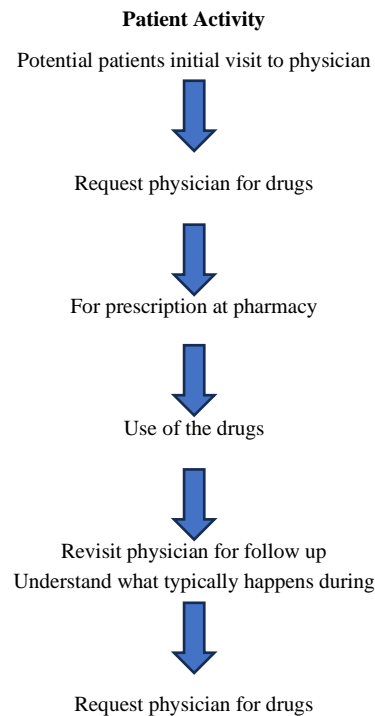 Patient Activity
Potential patients initial visit to physician
Request physician for drugs
For prescription at pharmacy
Use of the drugs
Revisit physician for follow up
Understand what typically happens during
Request physician for drugs